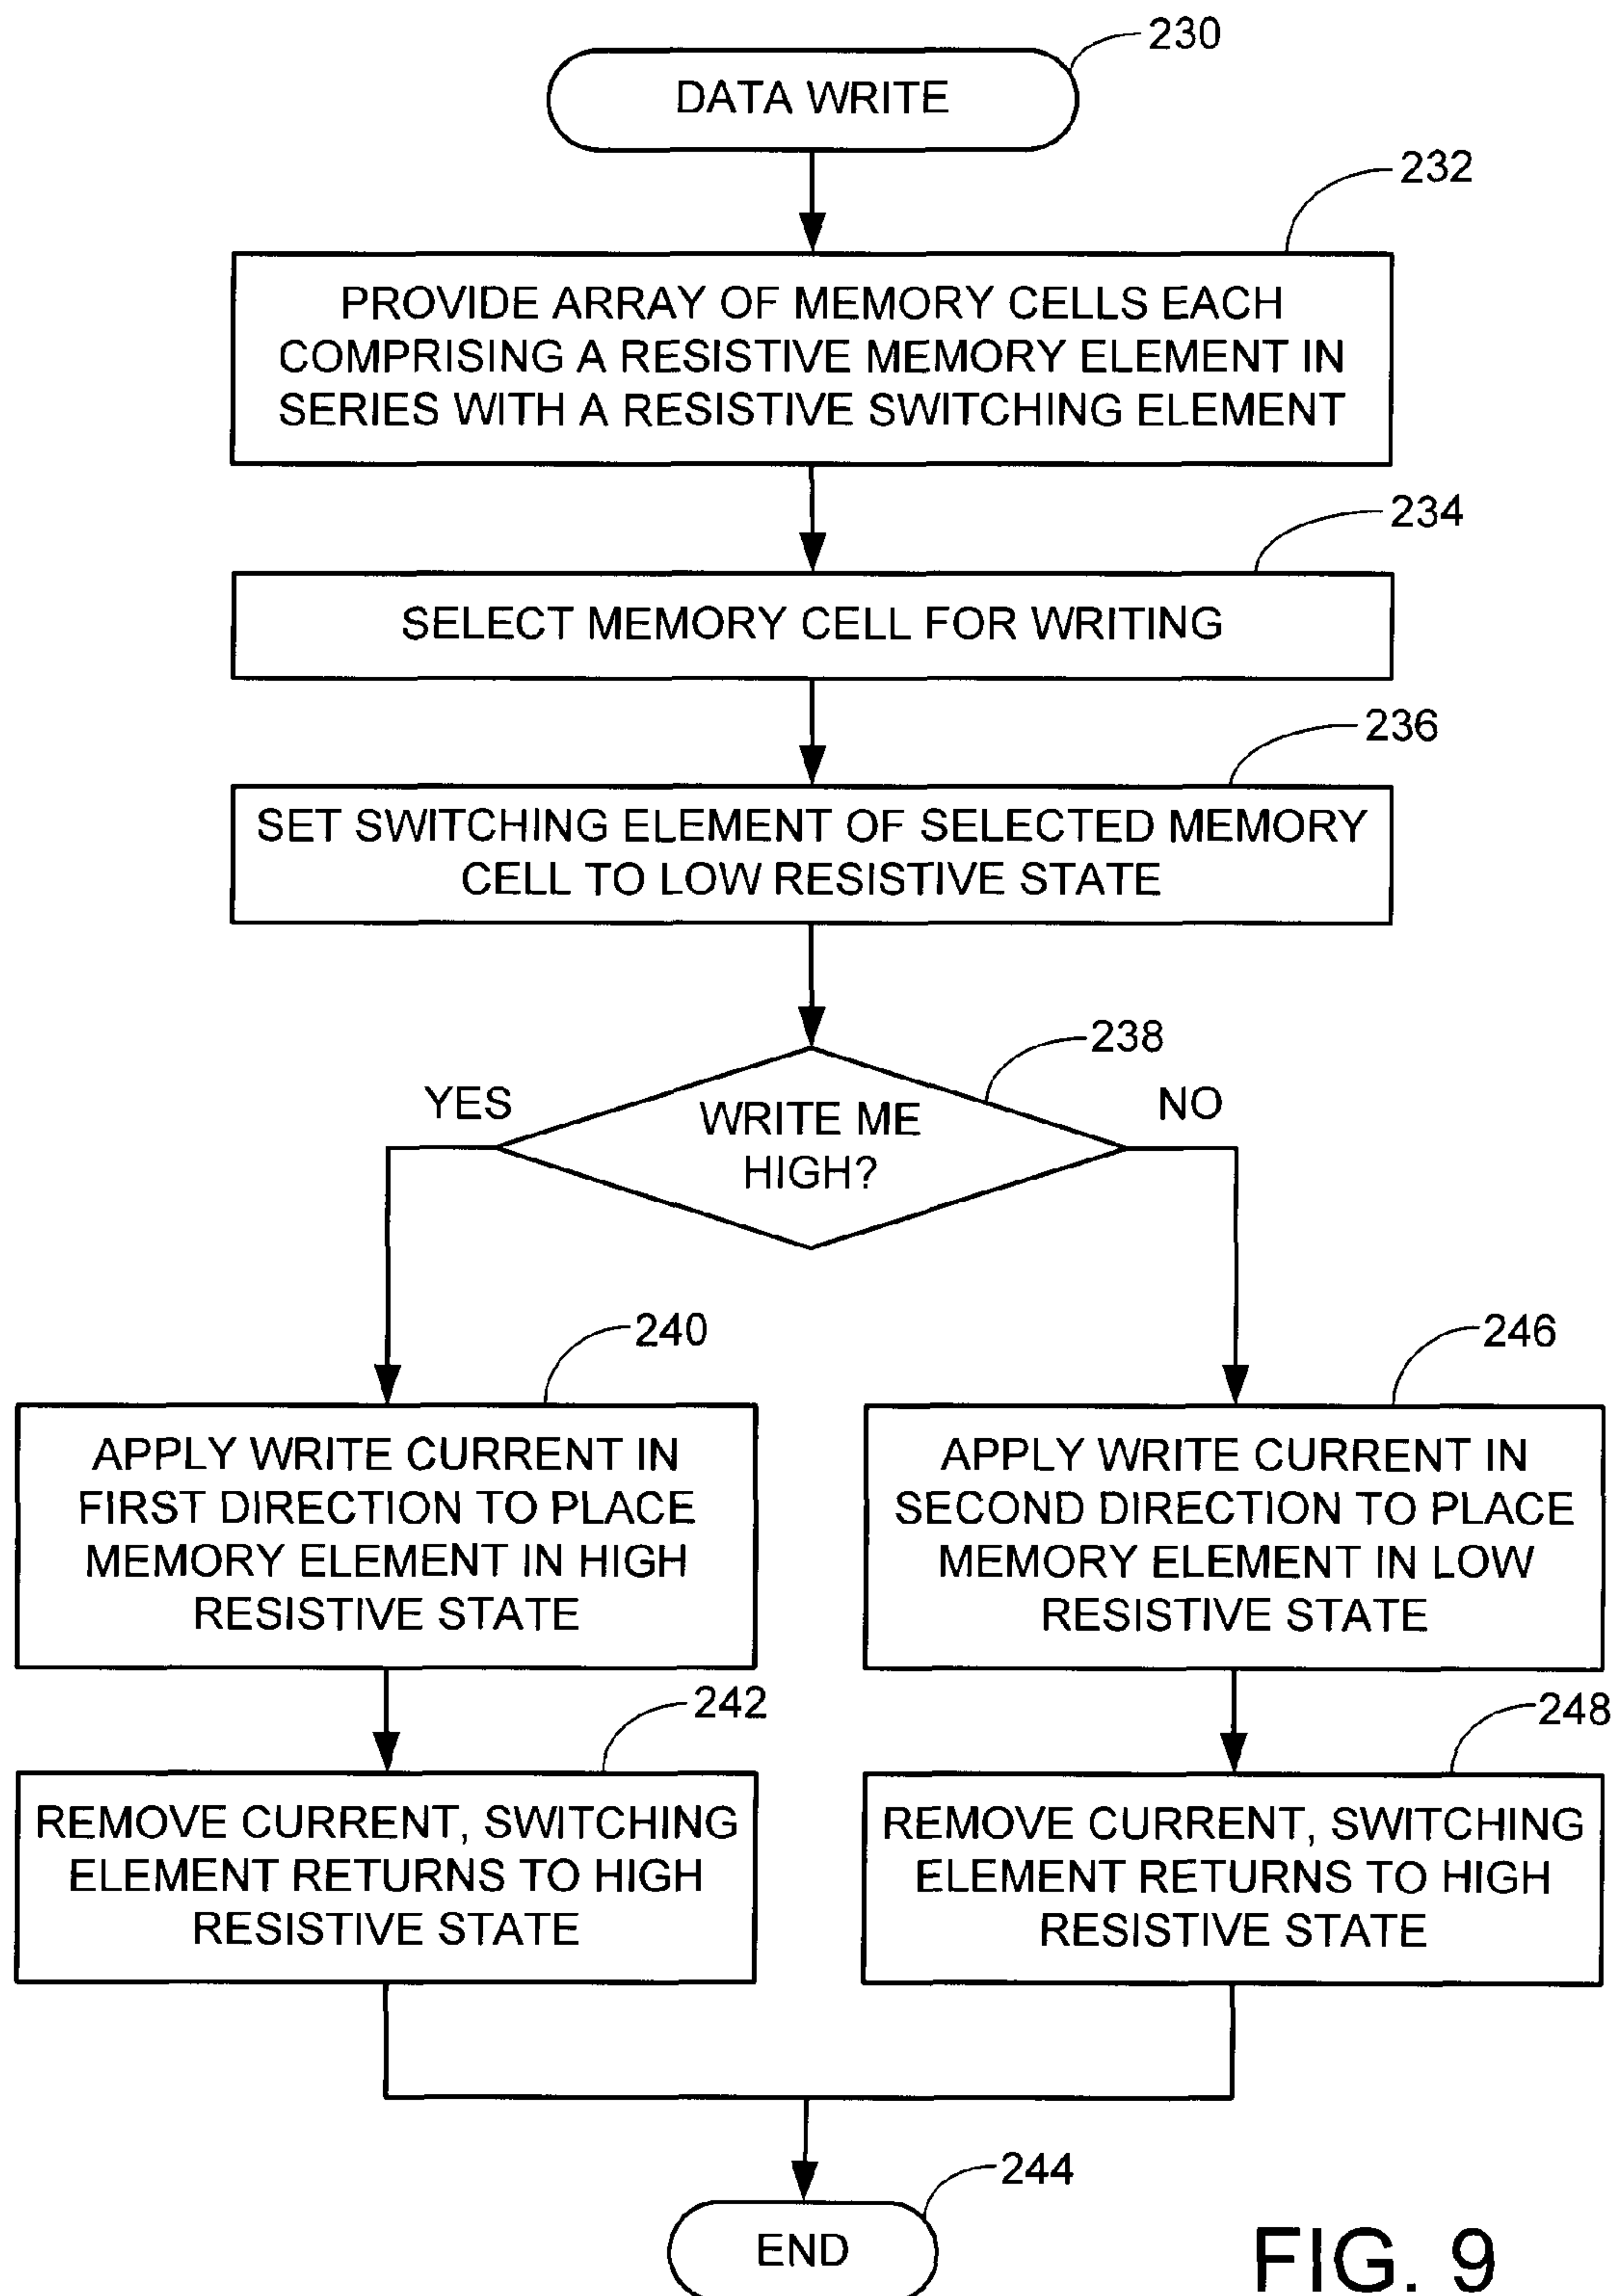 230
DATA WRITE
232
PROVIDE ARRAY OF MEMORY CELLS EACH
COMPRISING A RESISTIVE MEMORY ELEMENT IN
SERIES WITH A RESISTIVE SWITCHING ELEMENT
234
SELECT MEMORY CELL FOR WRITING
236
SET SWITCHING ELEMENT OF SELECTED MEMORY
CELL TO LOW RESISTIVE STATE
238
YES
WRITE ME
HIGH?
NO
240
APPLY WRITE CURRENT IN
FIRST DIRECTION TO PLACE
MEMORY ELEMENT IN HIGH
RESISTIVE STATE
246
APPLY WRITE CURRENT IN
SECOND DIRECTION TO PLACE
MEMORY ELEMENT IN LOW
RESISTIVE STATE
242
REMOVE CURRENT, SWITCHING
ELEMENT RETURNS TO HIGH
RESISTIVE STATE
248
REMOVE CURRENT, SWITCHING
ELEMENT RETURNS TO HIGH
RESISTIVE STATE
244
END
FIG. 9